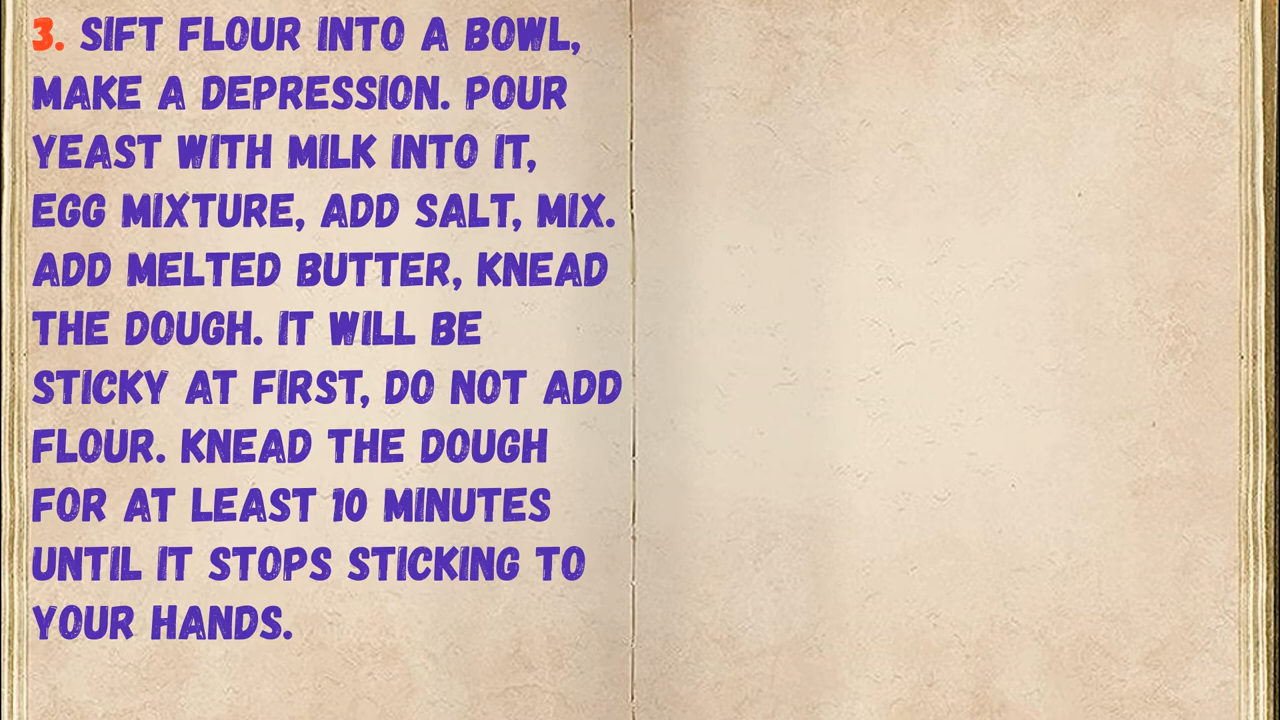 3. SIFT FLOUR INTO A BOWL,
MAKE A DEPRESSION. POUR
YEAST WITH MILK INTO IT,
EGG MIXTURE, ADD SALT, MIX.
ADD MELTED BUTTER, KNEAD
THE DOUGH. IT WILL BE
STICKY AT FIRST, DO NOT ADD
FLOUR. KNEAD THE DOUGH
FOR AT LEAST 10 MINUTES
UNTIL IT STOPS STICKING TO
YOUR HANDS.